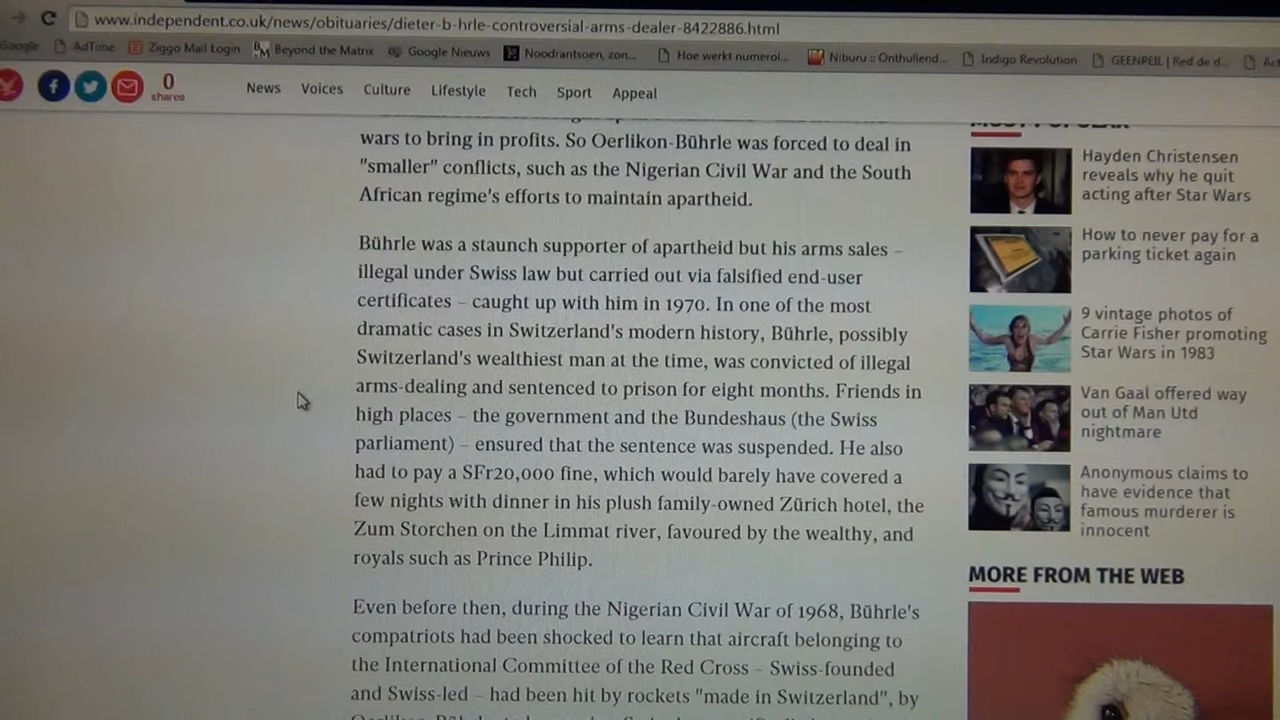 www.independent.co.uk/news/obituaries/dieter-b-hrle-controversial-arms-dealer-8422886.html
Google AdTime Ziggo Mail Login BM Beyond the Matrix Google Nieuws Noodrantsoen, zon... Hoe werkt numerol... Niburu :: Onthullend... Indigo Revolution GEENPEIL | Red de d...
0
shares
News Voices Culture Lifestyle Tech Sport Appeal
wars to bring in profits. So Oerlikon-Bührle was forced to deal in
"smaller" conflicts, such as the Nigerian Civil War and the South
African regime's efforts to maintain apartheid.
Bührle was a staunch supporter of apartheid but his arms sales –
illegal under Swiss law but carried out via falsified end-user
certificates – caught up with him in 1970. In one of the most
dramatic cases in Switzerland's modern history, Bührle, possibly
Switzerland's wealthiest man at the time, was convicted of illegal
arms-dealing and sentenced to prison for eight months. Friends in
high places – the government and the Bundeshaus (the Swiss
parliament) – ensured that the sentence was suspended. He also
had to pay a SFr20,000 fine, which would barely have covered a
few nights with dinner in his plush family-owned Zürich hotel, the
Zum Storchen on the Limmat river, favoured by the wealthy, and
royals such as Prince Philip.
Even before then, during the Nigerian Civil War of 1968, Bührle's
compatriots had been shocked to learn that aircraft belonging to
the International Committee of the Red Cross – Swiss-founded
and Swiss-led – had been hit by rockets "made in Switzerland", by
MOST POPULAR
Hayden Christensen
reveals why he quit
acting after Star Wars
How to never pay for a
parking ticket again
9 vintage photos of
Carrie Fisher promoting
Star Wars in 1983
Van Gaal offered way
out of Man Utd
nightmare
Anonymous claims to
have evidence that
famous murderer is
innocent
MORE FROM THE WEB